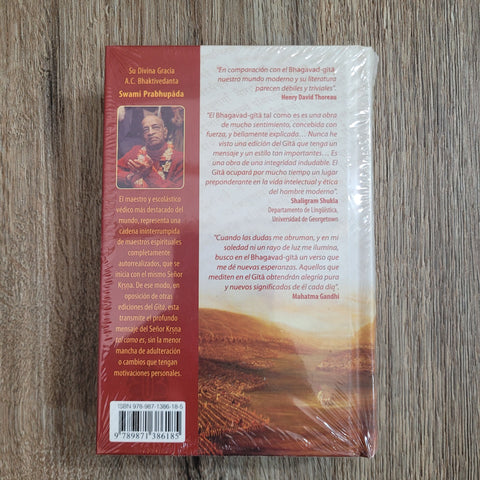 Su Divina Gracia
A.C. Bhaktivedanta
Swami Prabhupāda
El maestro y escolástico
védico más destacado del
mundo, representa una
cadena ininterrumpida
de maestros espirituales
completamente
autorrealizados, que se
inicia con el mismo Señor
Kṛṣṇa. De ese modo, en
oposición de otras
ediciones del Gītā, esta
transmite el profundo
mensaje del Señor Kṛṣṇa
tal como es, sin la menor
mancha de adulteración
o cambios que tengan
motivaciones personales.
ISBN 978-987-1386-18-5
9 789871 386185
"En comparación con el Bhagavad-gītā
nuestro mundo moderno y su literatura
parecen débiles y triviales".
Henry David Thoreau
"El Bhagavad-gītā tal como es es una obra
de mucho sentimiento, concebida con
fuerza, y bellamente explicada... Nunca he
visto una edición del Gītā que tenga un
mensaje y un estilo tan importantes... Es
una obra de una integridad indudable. El
Gītā ocupará por mucho tiempo un lugar
preponderante en la vida intelectual y ética
del hombre moderno".
Shaligram Shukla
Departamento de Lingüística,
Universidad de Georgetown
"Cuando las dudas me abruman, y en mi
soledad ni un rayo de luz me ilumina,
busco en el Bhagavad-gītā un verso que
me dé nuevas esperanzas. Aquellos que
mediten en el Gītā obtendrán alegría pura
y nuevos significados de él cada día".
Mahatma Gandhi